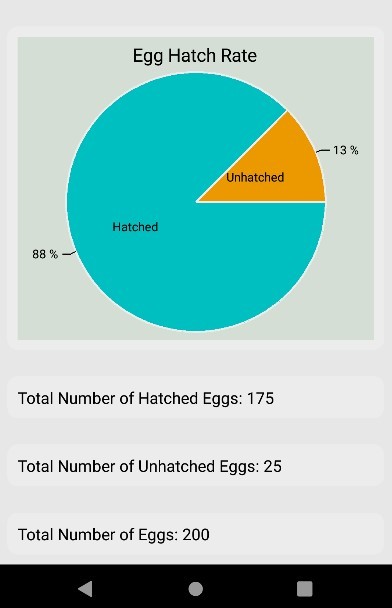 Egg Hatch Rate
13 %
Unhatched
Hatched
88 %
Total Number of Hatched Eggs: 175
Total Number of Unhatched Eggs: 25
Total Number of Eggs: 200